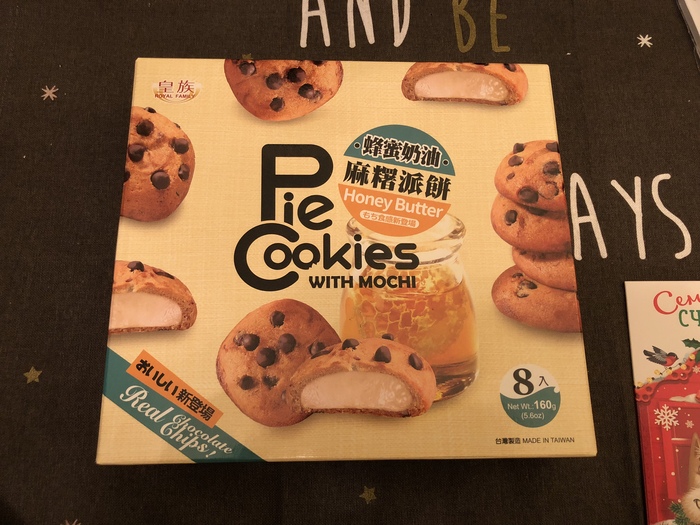 AND BE
皇族
ROYAL FAMILY
蜂蜜奶油
麻糬派餅
Honey Butter
Pie
Cookies
WITH MOCHI
AYS
おいしい新登場
Real Chocolate
Chips!
8入
Net Wt.:160g
(5.6oz)
台灣製造 MADE IN TAIWAN